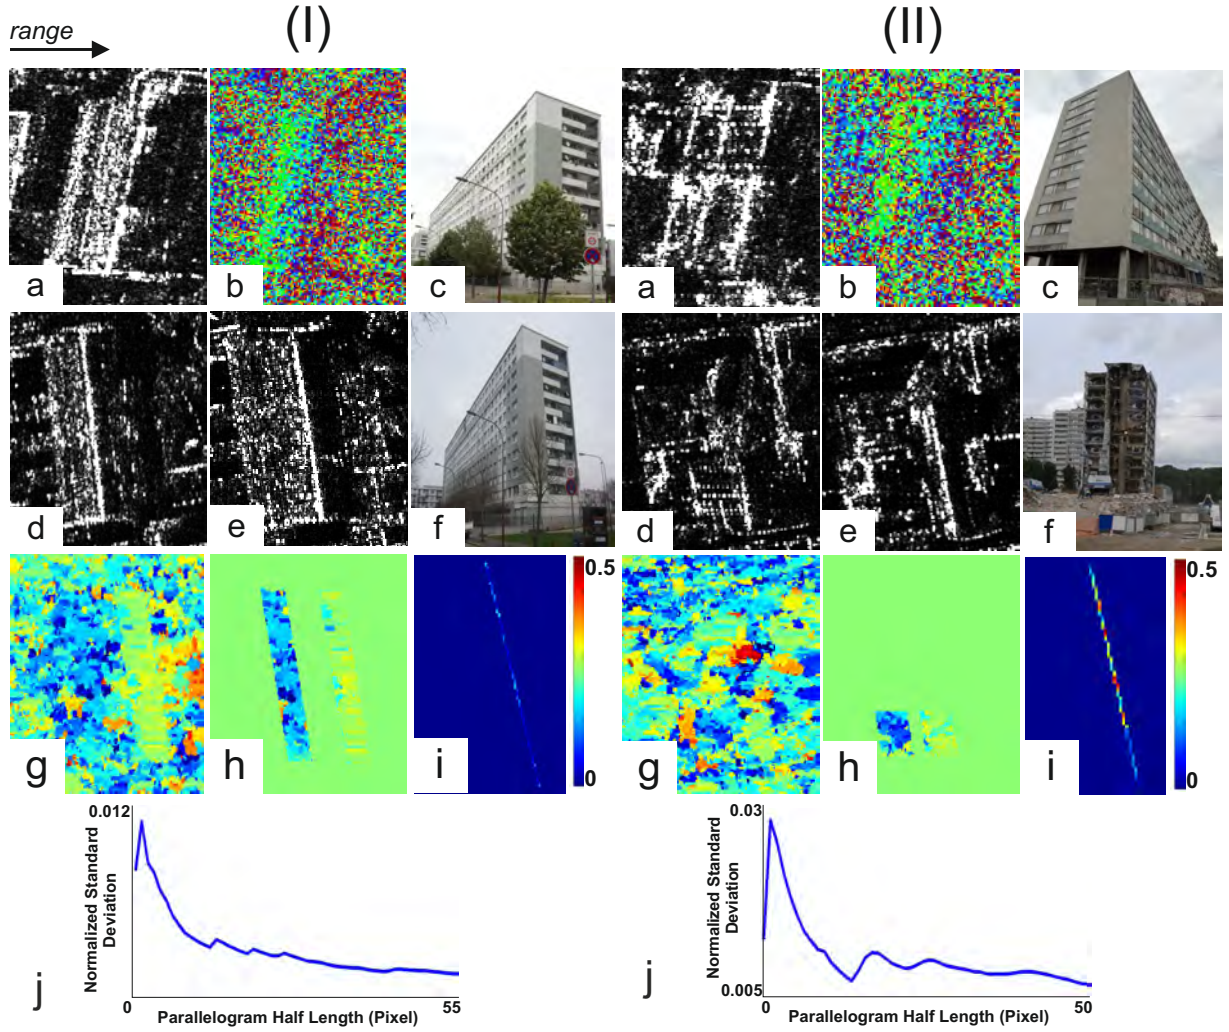 (I)
(II)
range
a
b
c
a
b
c
d
e
f
d
e
f
g
h
i
0.5
0
g
h
i
0.5
0
j
0.012
Normalized Standard
Deviation
0
55
Parallelogram Half Length (Pixel)
j
0.03
Normalized Standard
Deviation
0.005
0
50
Parallelogram Half Length (Pixel)